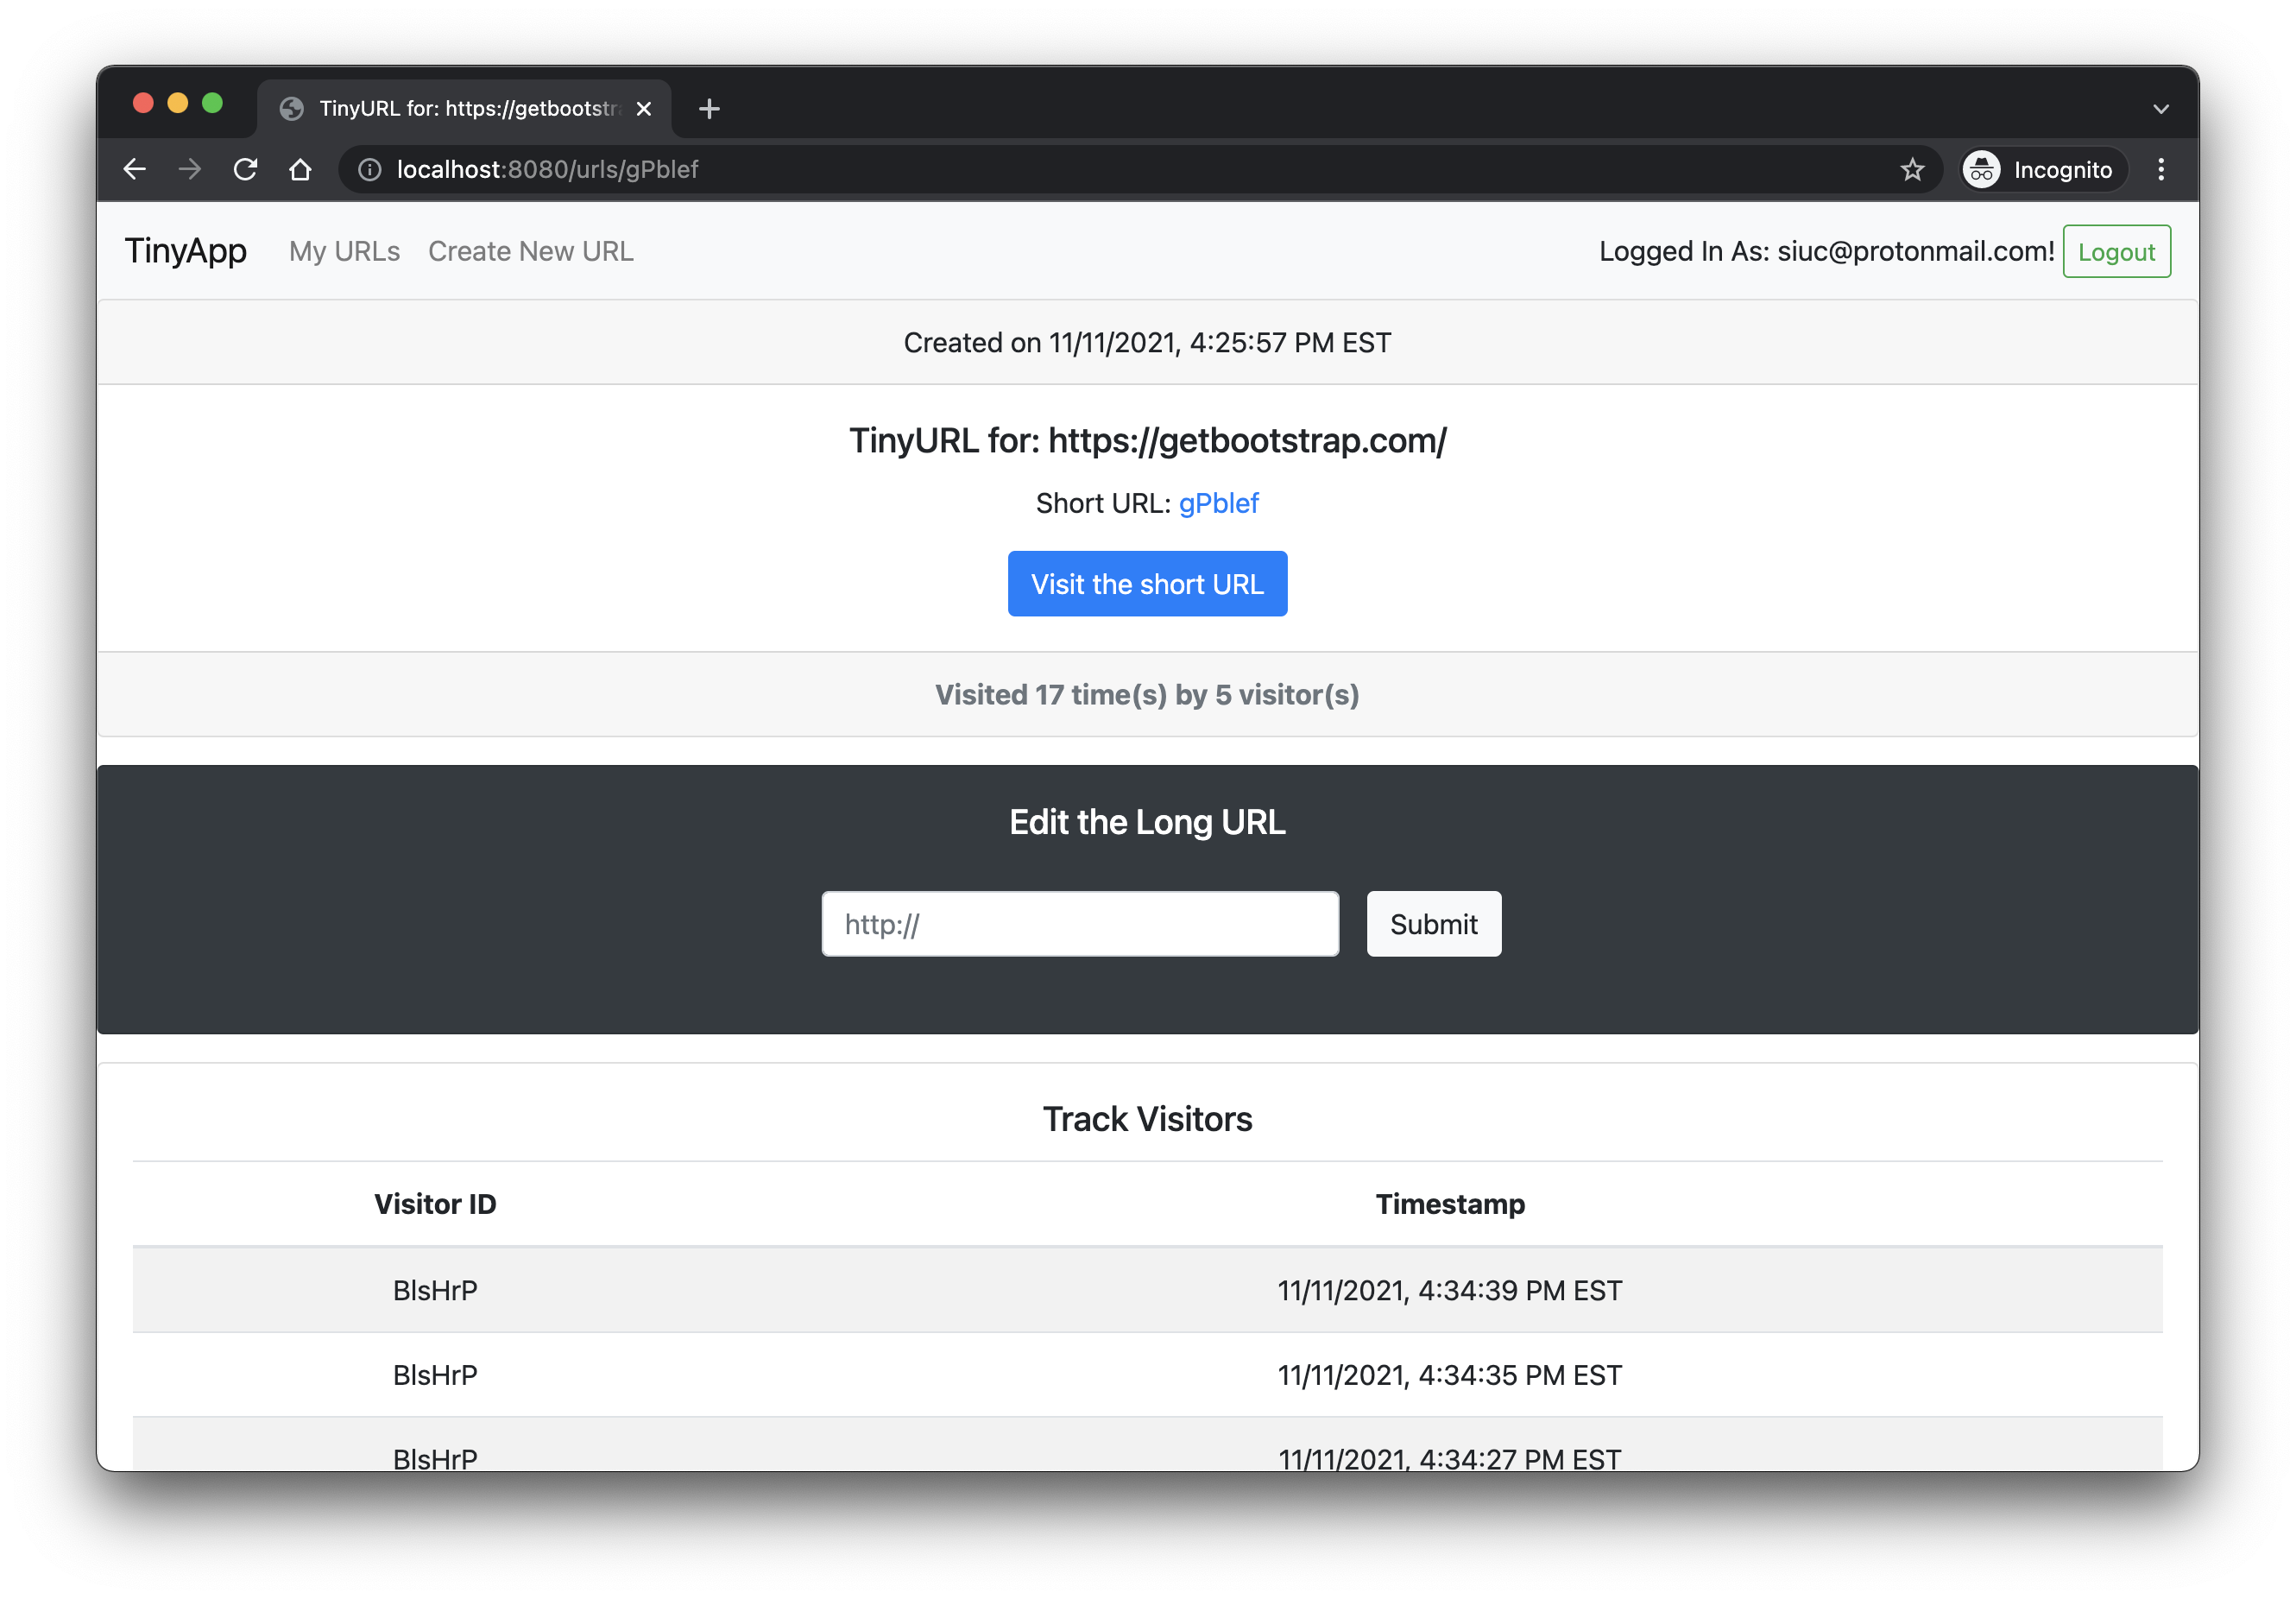 TinyURL for: https://getbootstr
localhost:8080/urls/gPblef
Incognito
TinyApp My URLs Create New URL Logged In As: siuc@protonmail.com! Logout
Created on 11/11/2021, 4:25:57 PM EST
TinyURL for: https://getbootstrap.com/
Short URL: gPblef
Visit the short URL
Visited 17 time(s) by 5 visitor(s)
Edit the Long URL
http:// Submit
Track Visitors
Visitor ID Timestamp
BlsHrP 11/11/2021, 4:34:39 PM EST
BlsHrP 11/11/2021, 4:34:35 PM EST
BlsHrP 11/11/2021, 4:34:27 PM EST